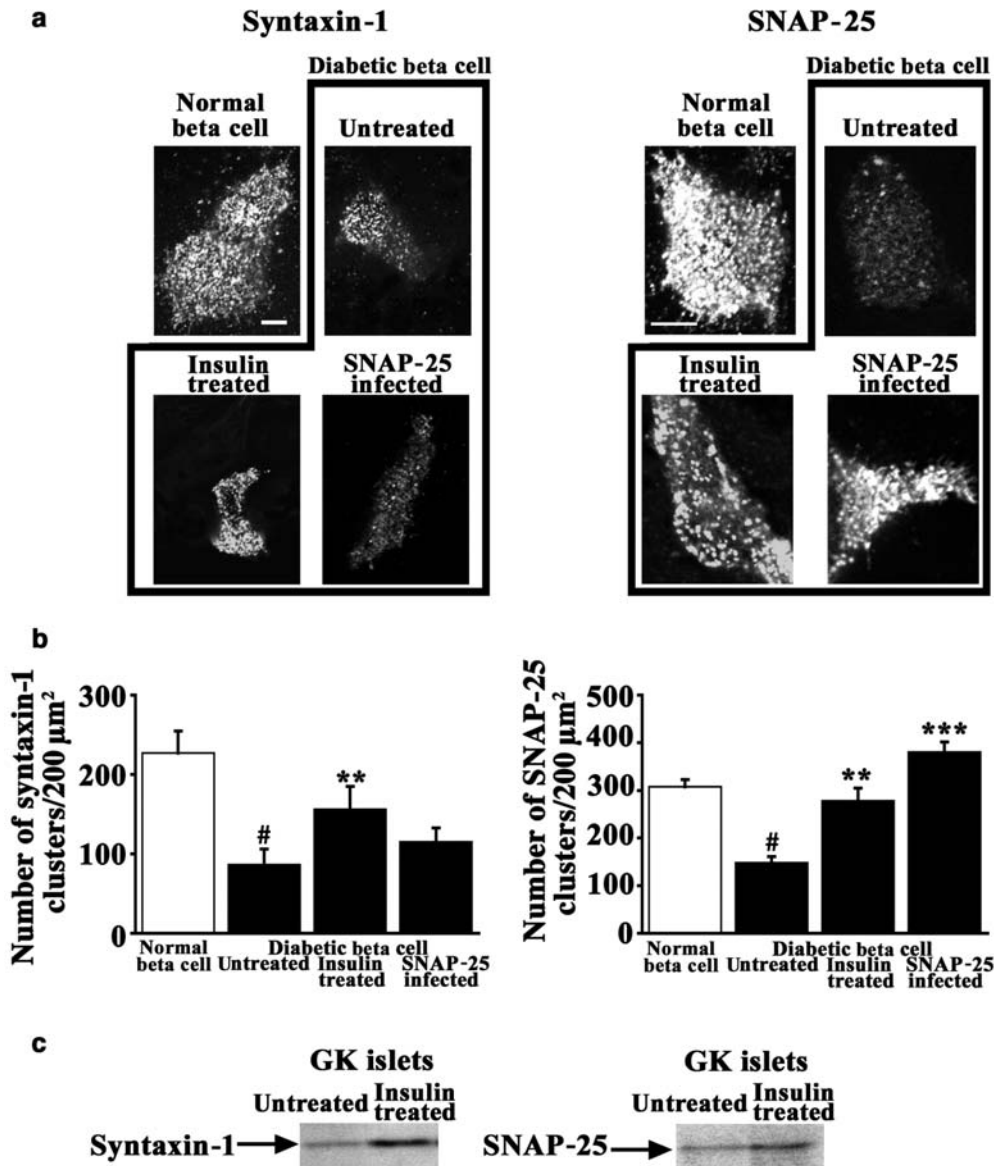 a
Syntaxin-1
SNAP-25
Diabetic beta cell
Normal
beta cell
Untreated
Insulin
treated
SNAP-25
infected
Diabetic beta cell
Normal
beta cell
Untreated
Insulin
treated
SNAP-25
infected
b
Number of syntaxin-1
clusters/200 µm²
300
200
100
0
#
**
Normal
beta cell
Diabetic beta cell
Untreated
Insulin
treated
SNAP-25
infected
Number of SNAP-25
clusters/200 µm²
500
400
300
200
100
0
#
**
***
Normal
beta cell
Diabetic beta cell
Untreated
Insulin
treated
SNAP-25
infected
c
GK islets
Untreated
Insulin
treated
Syntaxin-1
GK islets
Untreated
Insulin
treated
SNAP-25